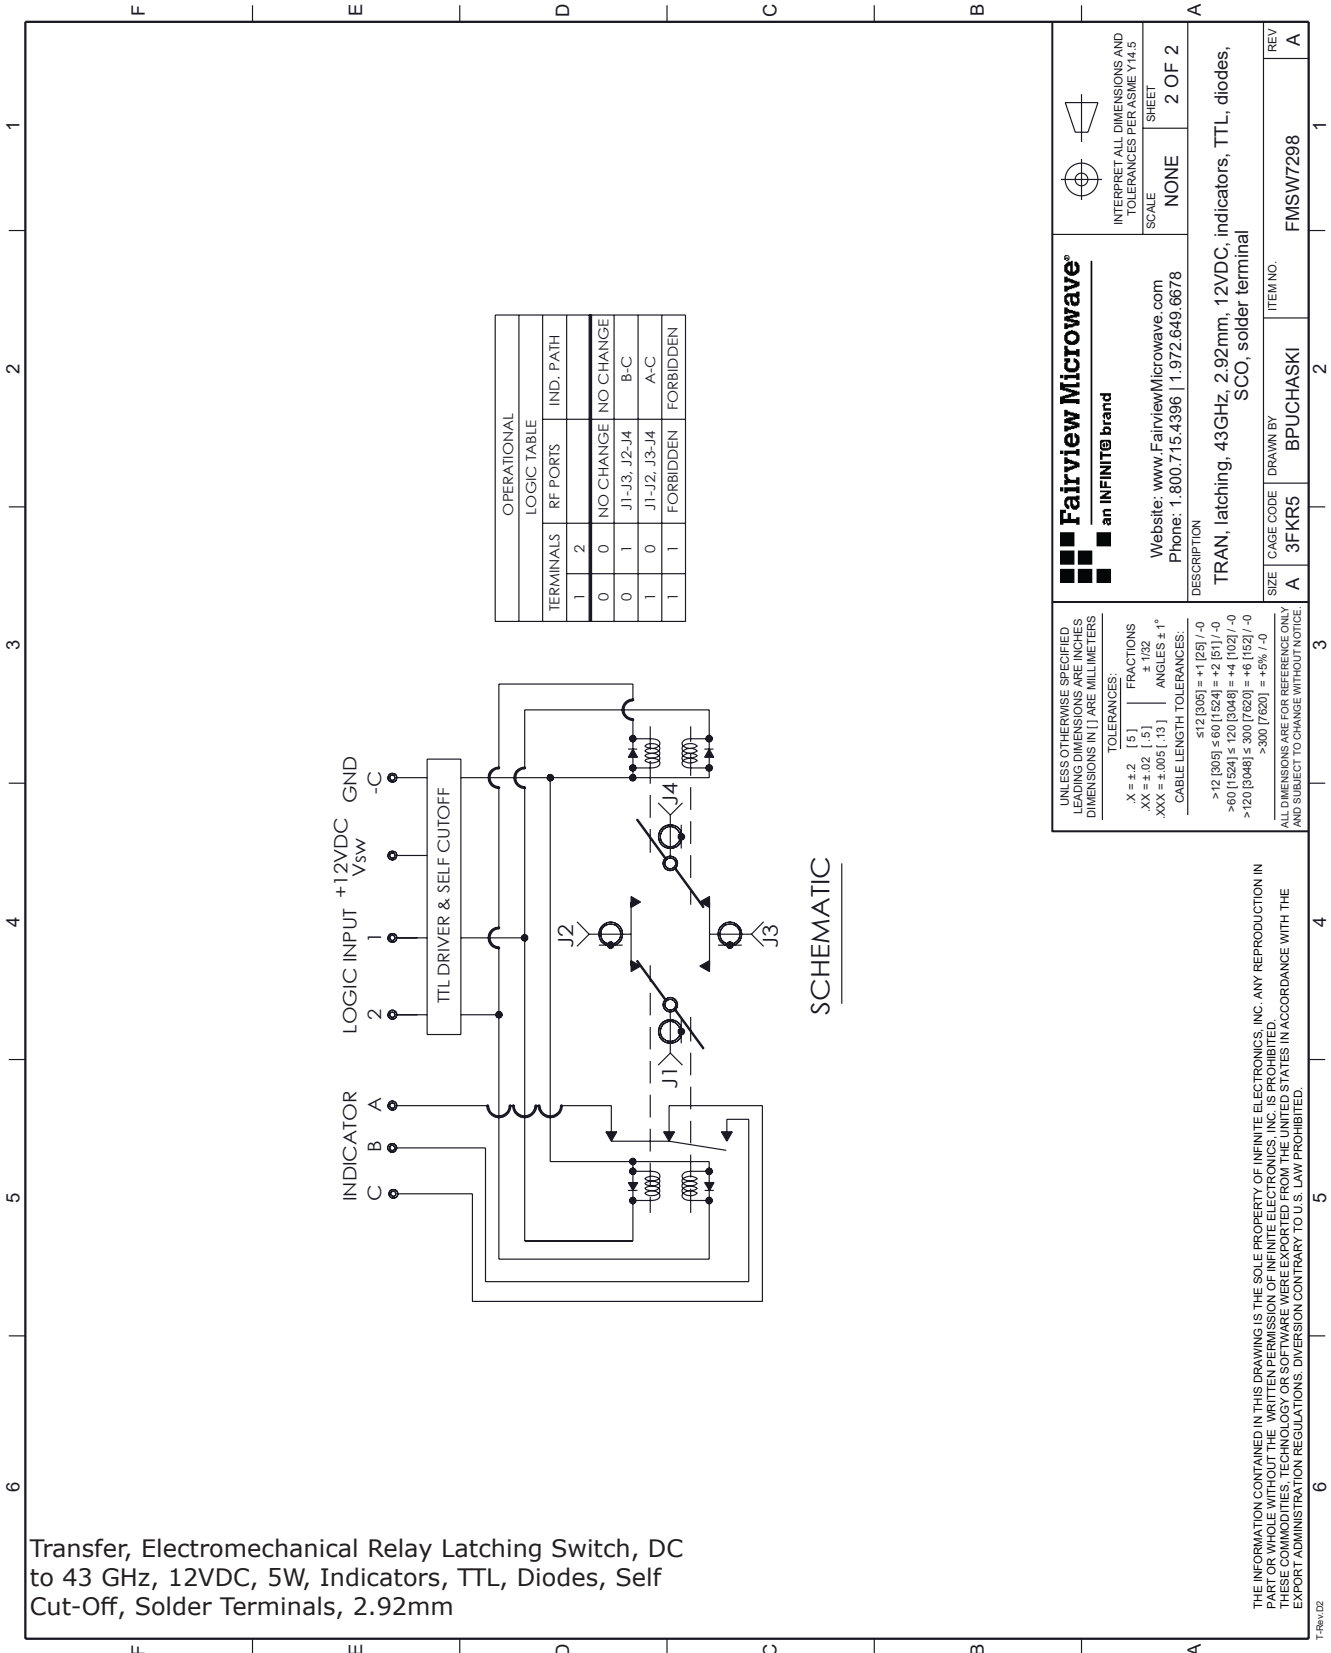 Transfer, Electromechanical Relay Latching Switch, DC
to 43 GHz, 12VDC, 5W, Indicators, TTL, Diodes, Self
Cut-Off, Solder Terminals, 2.92mm
6 5 4 3 2 1
F
E
D
C
B
A
INDICATOR
C B A
LOGIC INPUT
2 1
+12VDC
Vsw
GND
-C
TTL DRIVER & SELF CUTOFF
J2
J1
J4
J3
SCHEMATIC
OPERATIONAL
LOGIC TABLE
TERMINALS RF PORTS IND. PATH
1 2
0 0 NO CHANGE NO CHANGE
0 1 J1-J3, J2-J4 B-C
1 0 J1-J2, J3-J4 A-C
1 1 FORBIDDEN FORBIDDEN
UNLESS OTHERWISE SPECIFIED
LEADING DIMENSIONS ARE INCHES
DIMENSIONS IN [ ] ARE MILLIMETERS
TOLERANCES:
.X = ±.2 [ 5 ] FRACTIONS
.XX = ±.02 [ .5 ] ± 1/32
.XXX = ±.005 [ .13 ] ANGLES ± 1°
CABLE LENGTH TOLERANCES:
≤12 [305] = +1 [25] / -0
>12 [305] ≤ 60 [1524] = +2 [51] / -0
>60 [1524] ≤ 120 [3048] = +4 [102] / -0
>120 [3048] ≤ 300 [7620] = +6 [152] / -0
>300 [7620] = +5% / -0
ALL DIMENSIONS ARE FOR REFERENCE ONLY
AND SUBJECT TO CHANGE WITHOUT NOTICE.
Fairview Microwave®
an INFINIT@ brand
Website: www.FairviewMicrowave.com
Phone: 1.800.715.4396 | 1.972.649.6678
INTERPRET ALL DIMENSIONS AND
TOLERANCES PER ASME Y14.5
SCALE
NONE
SHEET
2 OF 2
DESCRIPTION
TRAN, latching, 43GHz, 2.92mm, 12VDC, indicators, TTL, diodes,
SCO, solder terminal
SIZE
A
CAGE CODE
3FKR5
DRAWN BY
BPUCHASKI
ITEM NO.
FMSW7298
REV
A
THE INFORMATION CONTAINED IN THIS DRAWING IS THE SOLE PROPERTY OF INFINITE ELECTRONICS, INC. ANY REPRODUCTION IN
PART OR WHOLE WITHOUT THE WRITTEN PERMISSION OF INFINITE ELECTRONICS, INC. IS PROHIBITED.
THESE COMMODITIES, TECHNOLOGY OR SOFTWARE WERE EXPORTED FROM THE UNITED STATES IN ACCORDANCE WITH THE
EXPORT ADMINISTRATION REGULATIONS. DIVERSION CONTRARY TO U.S. LAW PROHIBITED.
6 5 4 3 2 1
F
E
D
C
B
A
T-Rev.D2